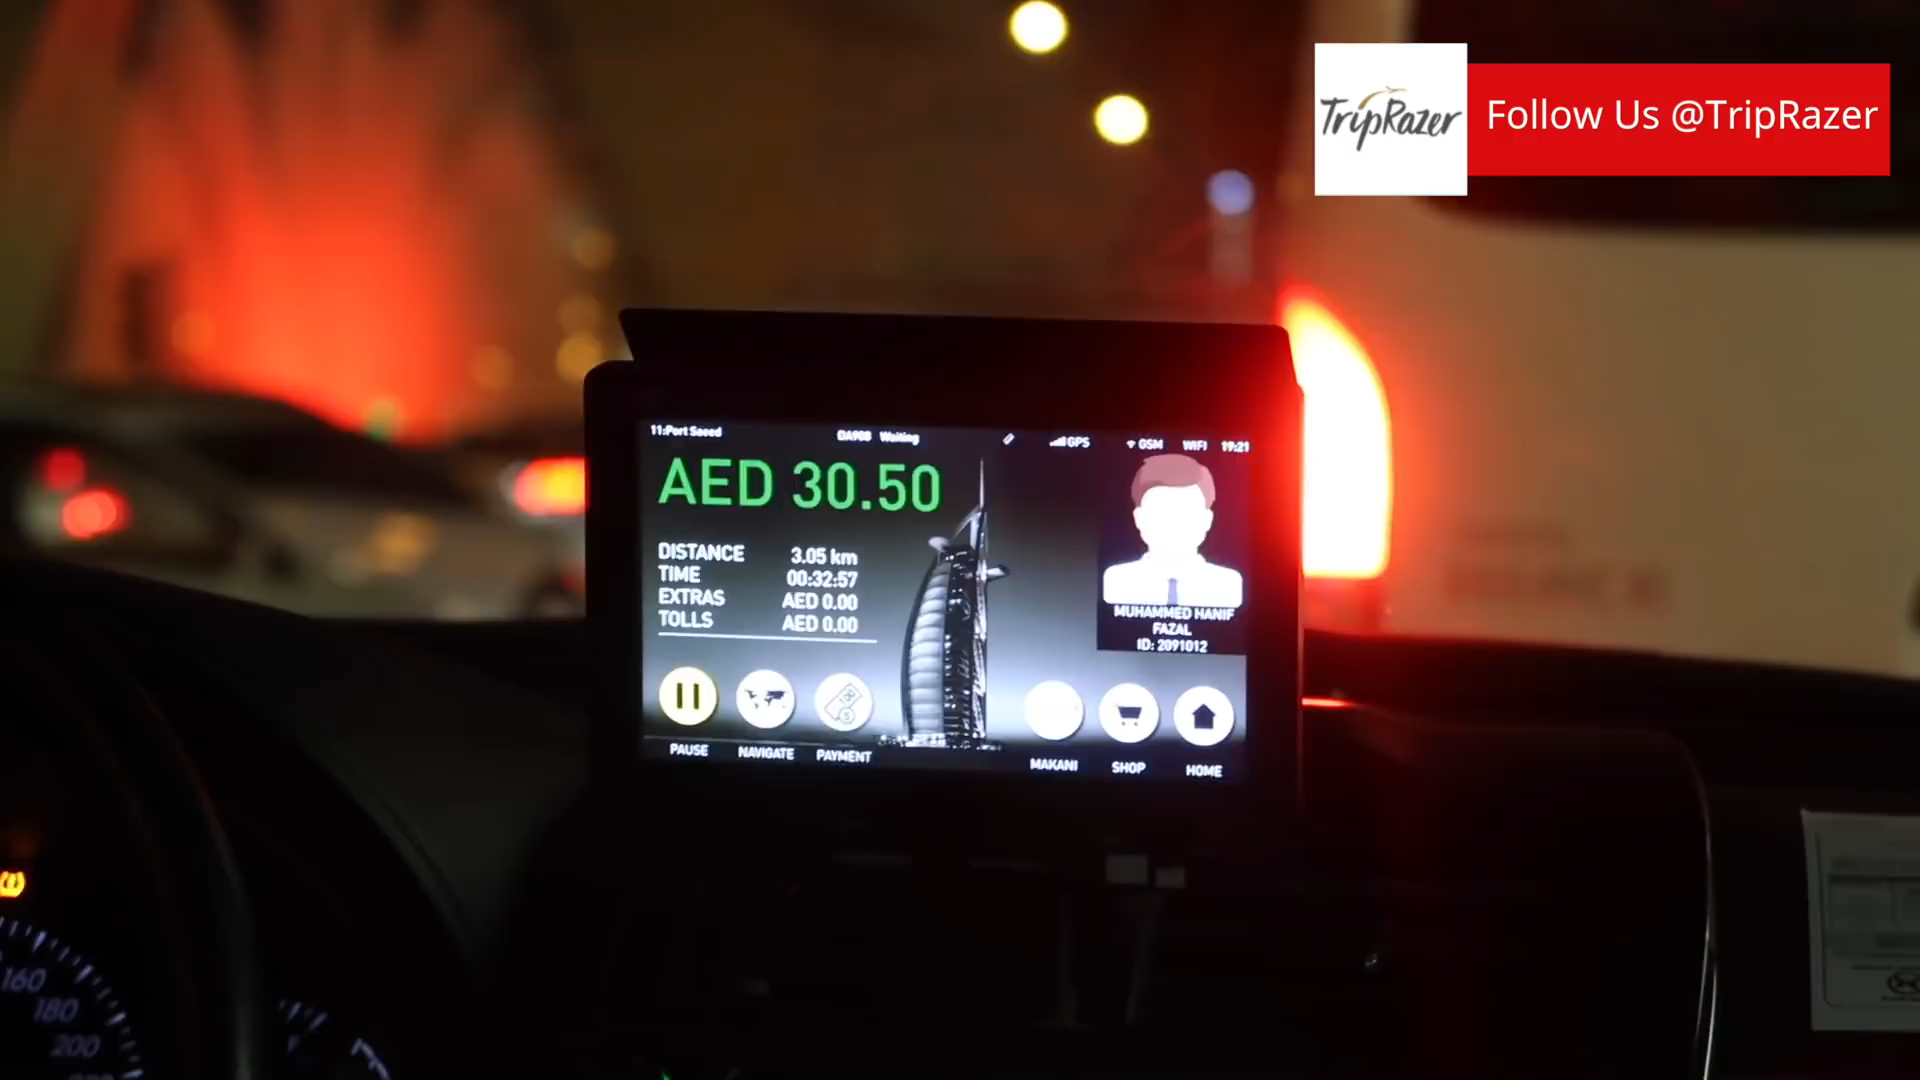 TripRazer
Follow Us @TripRazer
11:Port Saeed
Waiting
GPS
GSM
WIFI
19:21
AED 30.50
DISTANCE 3.05 km
TIME 00:32:57
EXTRAS AED 0.00
TOLLS AED 0.00
MUHAMMED HANIF
FAZAL
ID: 2091012
PAUSE
NAVIGATE
PAYMENT
MAKANI
SHOP
HOME
160
180
200